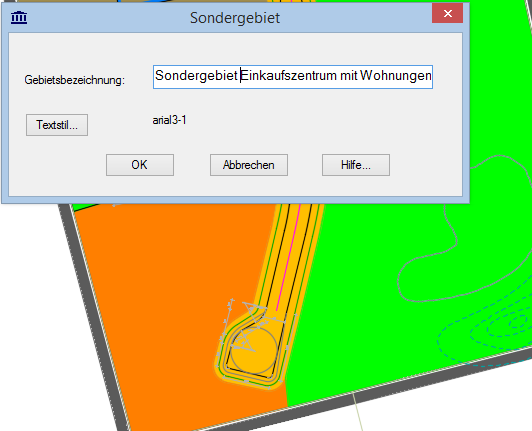 Sondergebiet
Gebietsbezeichnung: Sondergebiet Einkaufszentrum mit Wohnungen
Textstil... arial3-1
OK Abbrechen Hilfe...